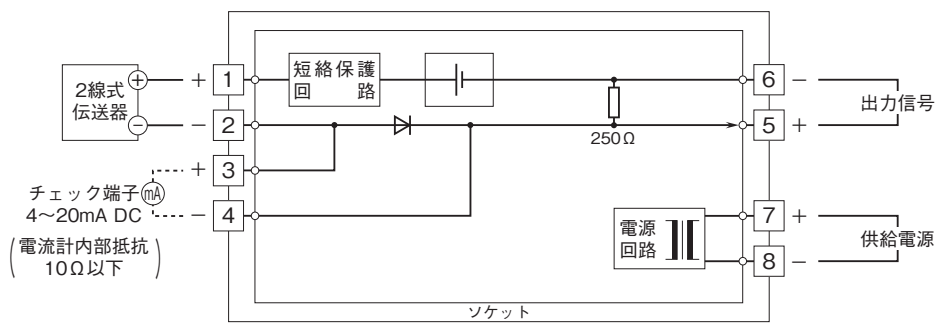 2線式
伝送器
+
−
+ 1
− 2
+ 3
− 4
チェック端子 mA
4〜20mA DC
(電流計内部抵抗
10Ω以下)
短絡保護
回路
250Ω
電源
回路
6 −
5 +
出力信号
7 +
8 −
供給電源
ソケット